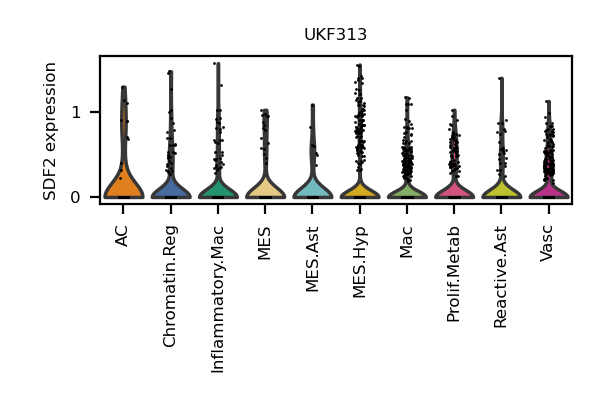 UKF313
SDF2 expression
1
0
AC
Chromatin.Reg
Inflammatory.Mac
MES
MES.Ast
MES.Hyp
Mac
Prolif.Metab
Reactive.Ast
Vasc